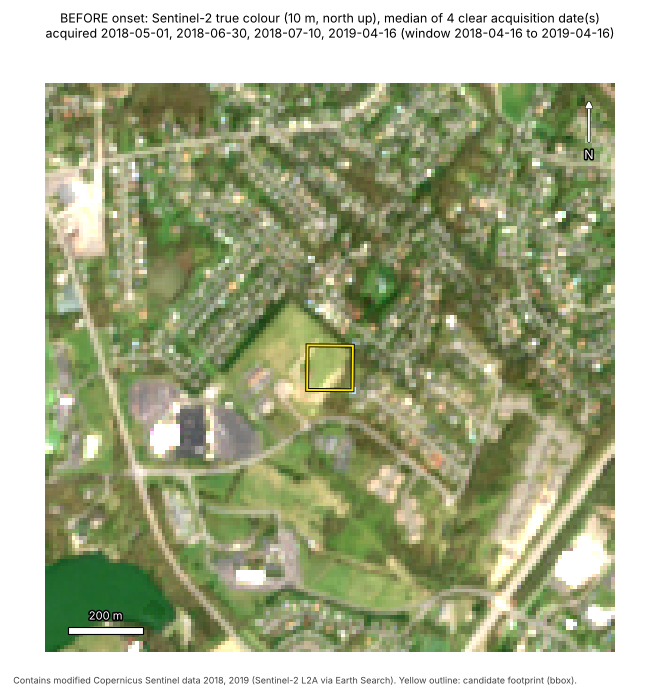 BEFORE onset: Sentinel-2 true colour (10 m, north up), median of 4 clear acquisition date(s)
acquired 2018-05-01, 2018-06-30, 2018-07-10, 2019-04-16 (window 2018-04-16 to 2019-04-16)
N
200 m
Contains modified Copernicus Sentinel data 2018, 2019 (Sentinel-2 L2A via Earth Search). Yellow outline: candidate footprint (bbox).